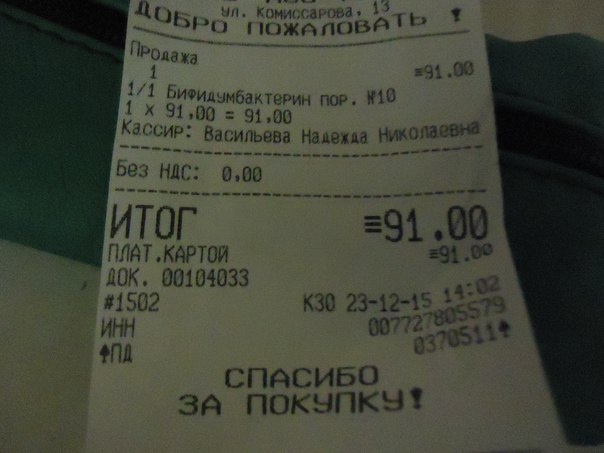 ул. Комиссарова, 13
ДОБРО ПОЖАЛОВАТЬ !
Продажа
1 ≡91.00
1/1 Бифидумбактерин пор. №10
1 X 91,00 = 91,00
Кассир: Васильева Надежда Николаевна
Без НДС: 0,00
ИТОГ ≡91.00
ПЛАТ.КАРТОЙ ≡91.00
ДОК. 00104033
#1502 К30 23-12-15 14:02
ИНН 007727805579
ПД 0370511
СПАСИБО
ЗА ПОКУПКУ!